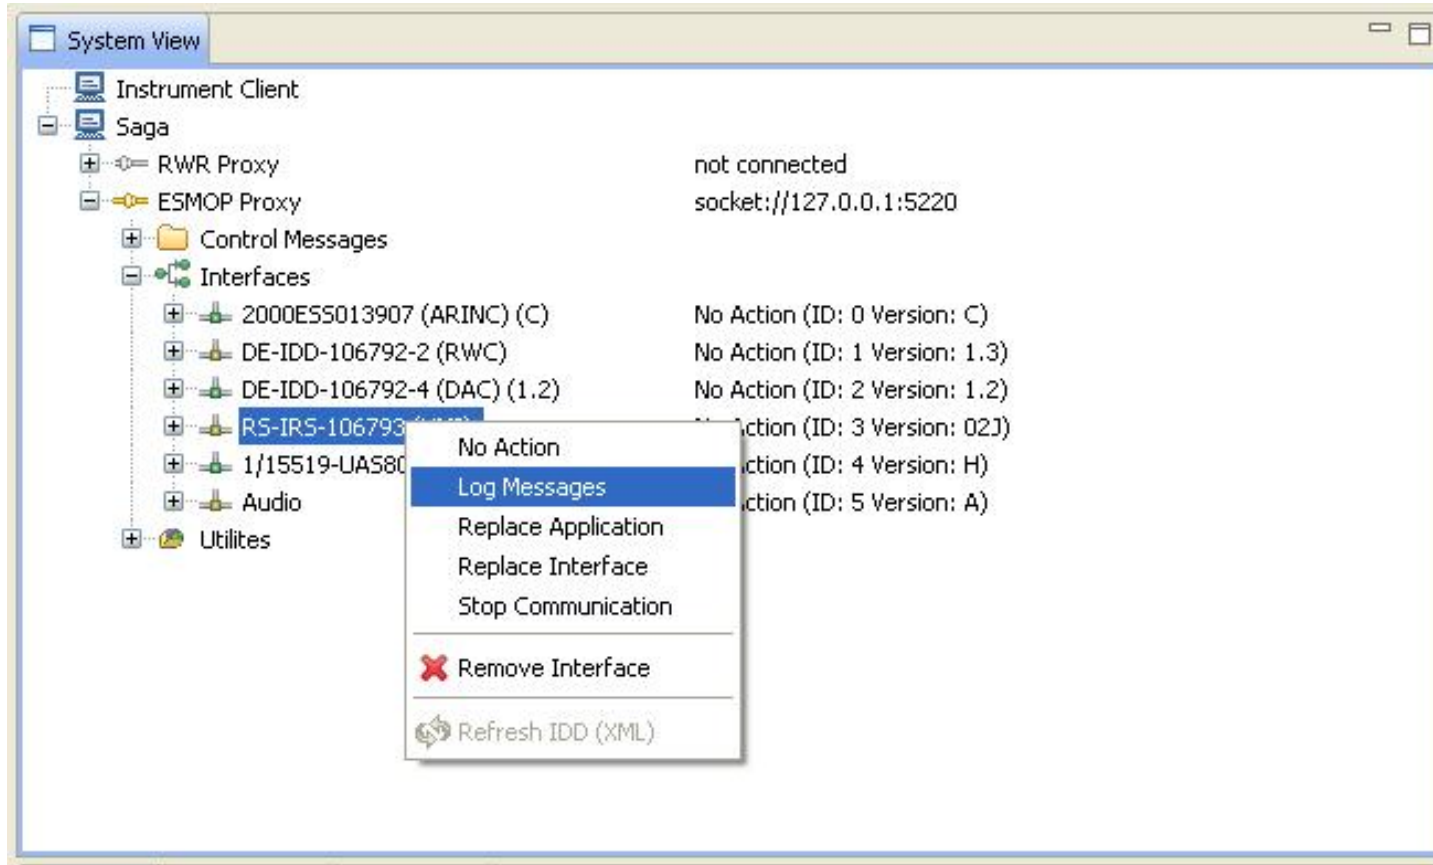 System View
Instrument Client
Saga
RWR Proxy not connected
ESMOP Proxy socket://127.0.0.1:5220
Control Messages
Interfaces
2000ESS013907 (ARINC) (C) No Action (ID: 0 Version: C)
DE-IDD-106792-2 (RWC) No Action (ID: 1 Version: 1.3)
DE-IDD-106792-4 (DAC) (1.2) No Action (ID: 2 Version: 1.2)
RS-IRS-106793 (ID: 3 Version: 02J)
1/15519-UAS80 (ID: 4 Version: H)
Audio (ID: 5 Version: A)
Utilites
No Action
Log Messages
Replace Application
Replace Interface
Stop Communication
Remove Interface
Refresh IDD (XML)